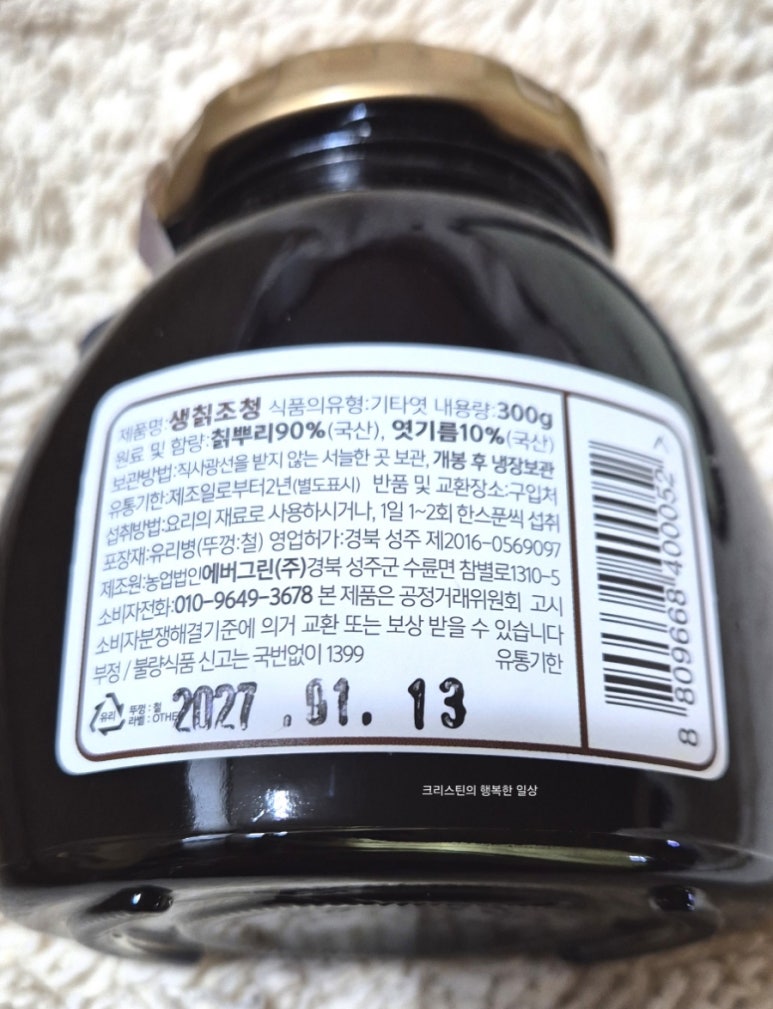 제품명:생칡조청 식품의유형:기타엿 내용량:300g
원료 및 함량:칡뿌리90%(국산), 엿기름10%(국산)
보관방법:직사광선을 받지 않는 서늘한 곳 보관, 개봉 후 냉장보관
유통기한:제조일로부터2년(별도표시) 반품 및 교환장소:구입처
섭취방법:요리의 재료로 사용하시거나, 1일 1~2회 한스푼씩 섭취
포장재:유리병(뚜껑:철) 영업허가:경북 성주 제2016-0569097
제조원:농업법인에버그린(주)경북 성주군 수륜면 참별로1310-5
소비자전화:010-9649-3678 본 제품은 공정거래위원회 고시
소비자분쟁해결기준에 의거 교환 또는 보상 받을 수 있습니다
부정/불량식품 신고는 국번없이 1399 유통기한
유리
뚜껑:철
라벨:OTHE
2027.01.13
8 809668 400052 >
크리스틴의 행복한 일상